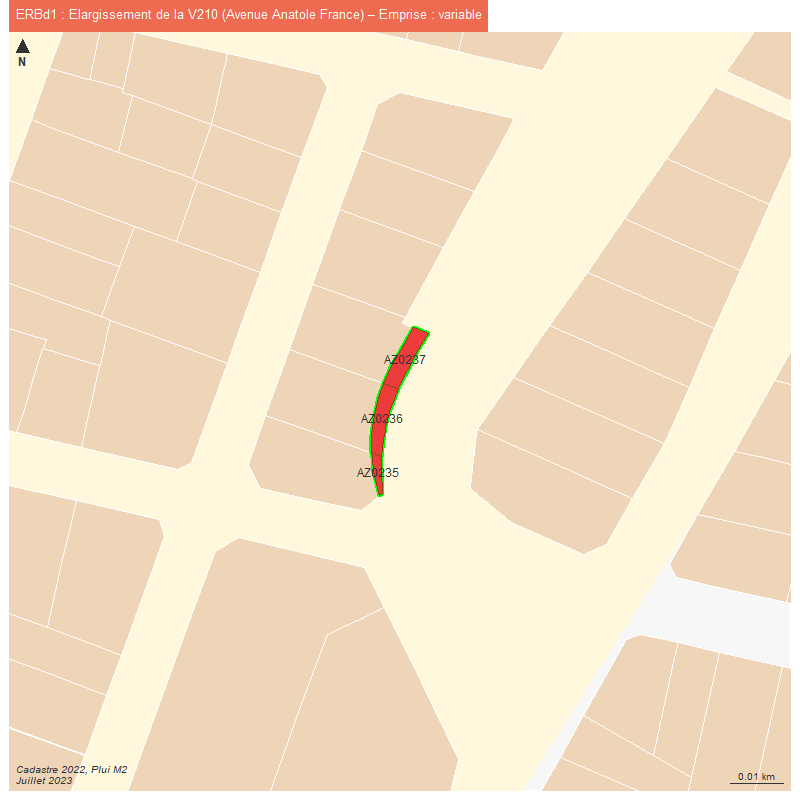 ERBd1 : Elargissement de la V210 (Avenue Anatole France) – Emprise : variable
N
AZ0237
AZ0236
AZ0235
Cadastre 2022, Plui M2
Juillet 2023
0.01 km